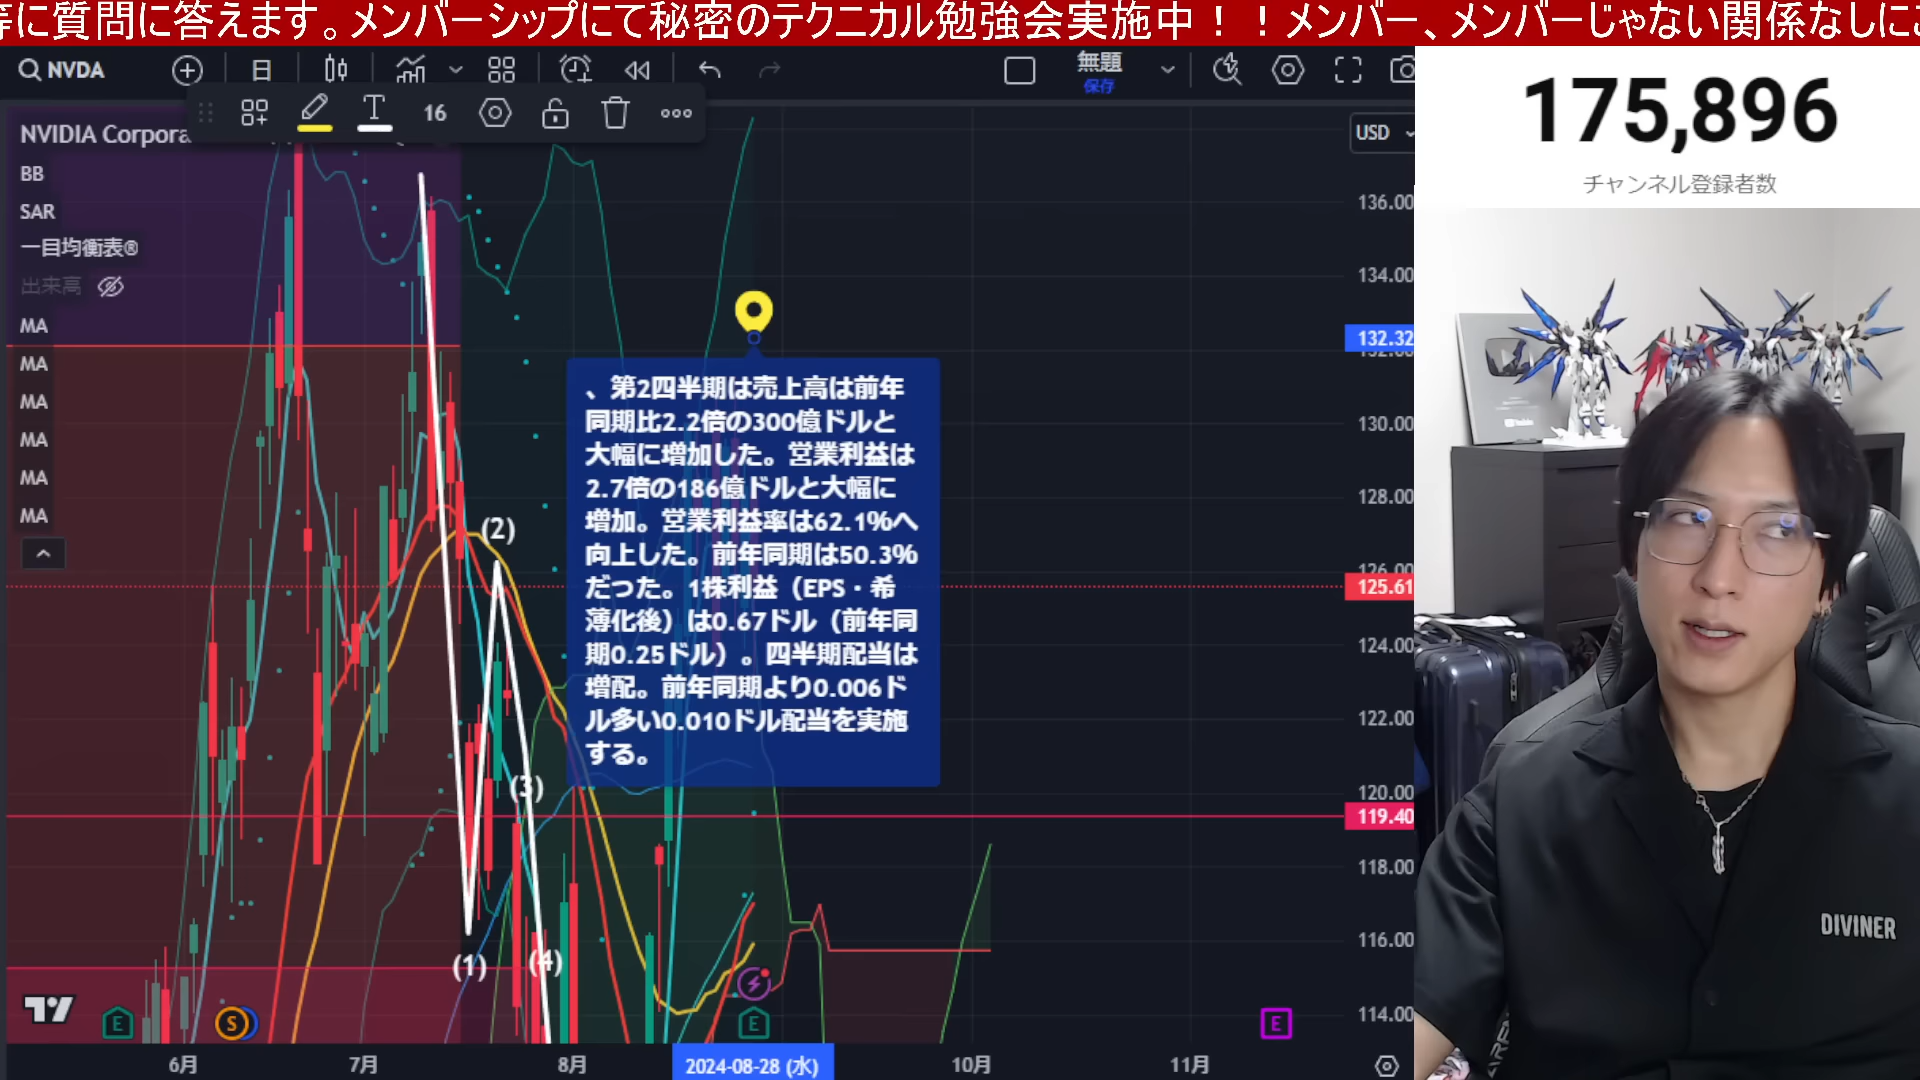 等に質問に答えます。メンバーシップにて秘密のテクニカル勉強会実施中！！メンバー、メンバーじゃない関係なしにこ
NVDA
日
無題
保存
16
NVIDIA Corpora
BB
SAR
一目均衡表®
出来高
MA
MA
MA
MA
MA
MA
USD
136.00
134.00
132.32
132.00
130.00
128.00
126.00
125.61
124.00
122.00
120.00
119.40
118.00
116.00
114.00
、第2四半期は売上高は前年
同期比2.2倍の300億ドルと
大幅に増加した。営業利益は
2.7倍の186億ドルと大幅に
増加。営業利益率は62.1%へ
向上した。前年同期は50.3%
だった。1株利益（EPS・希
薄化後）は0.67ドル（前年同
期0.25ドル）。四半期配当は
増配。前年同期より0.006ド
ル多い0.010ドル配当を実施
する。
(2)
(3)
(1)
(4)
E
S
E
E
6月
7月
8月
2024-08-28 (水)
10月
11月
175,896
チャンネル登録者数
DIVINER